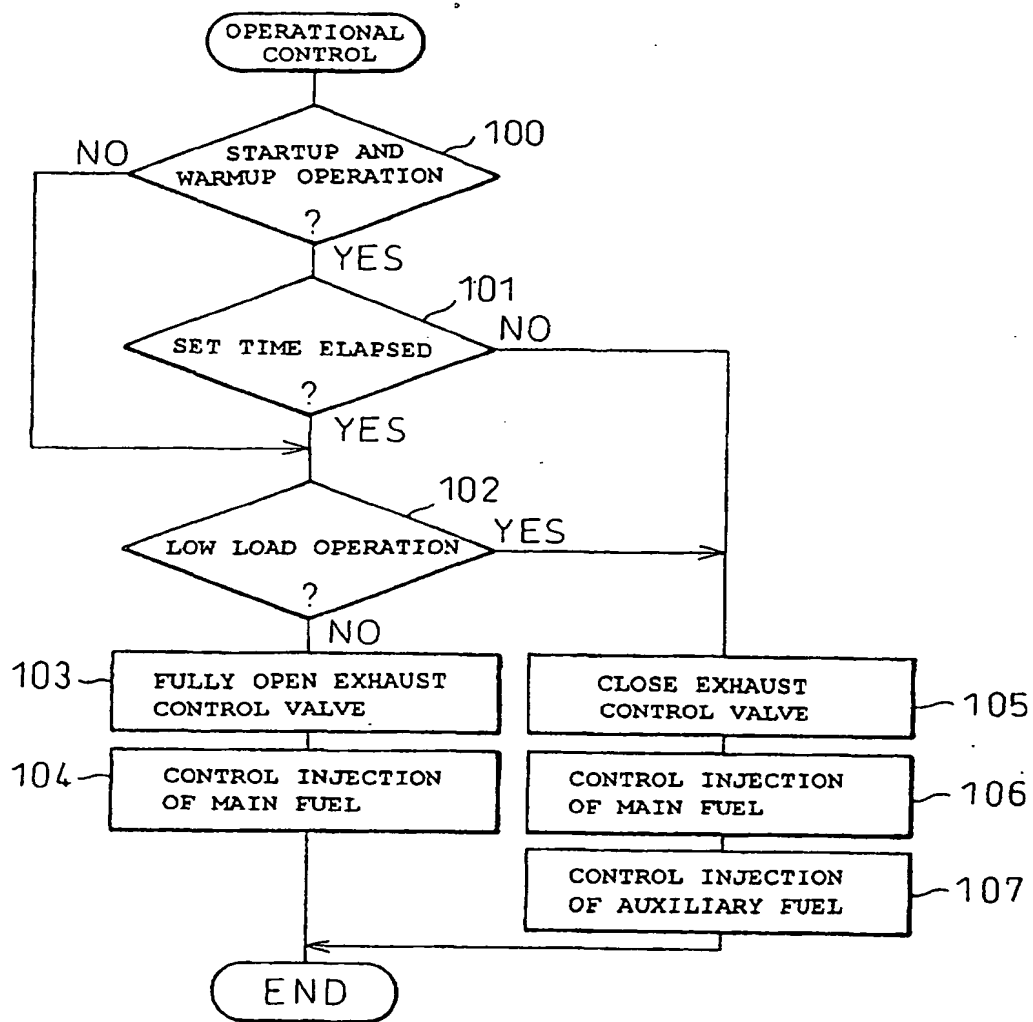 OPERATIONAL
CONTROL
100
NO
STARTUP AND
WARMUP OPERATION
?
YES
101
NO
SET TIME ELAPSED
?
YES
102
YES
LOW LOAD OPERATION
?
NO
103
FULLY OPEN EXHAUST
CONTROL VALVE
CLOSE EXHAUST
CONTROL VALVE
105
104
CONTROL INJECTION
OF MAIN FUEL
CONTROL INJECTION
OF MAIN FUEL
106
CONTROL INJECTION
OF AUXILIARY FUEL
107
END